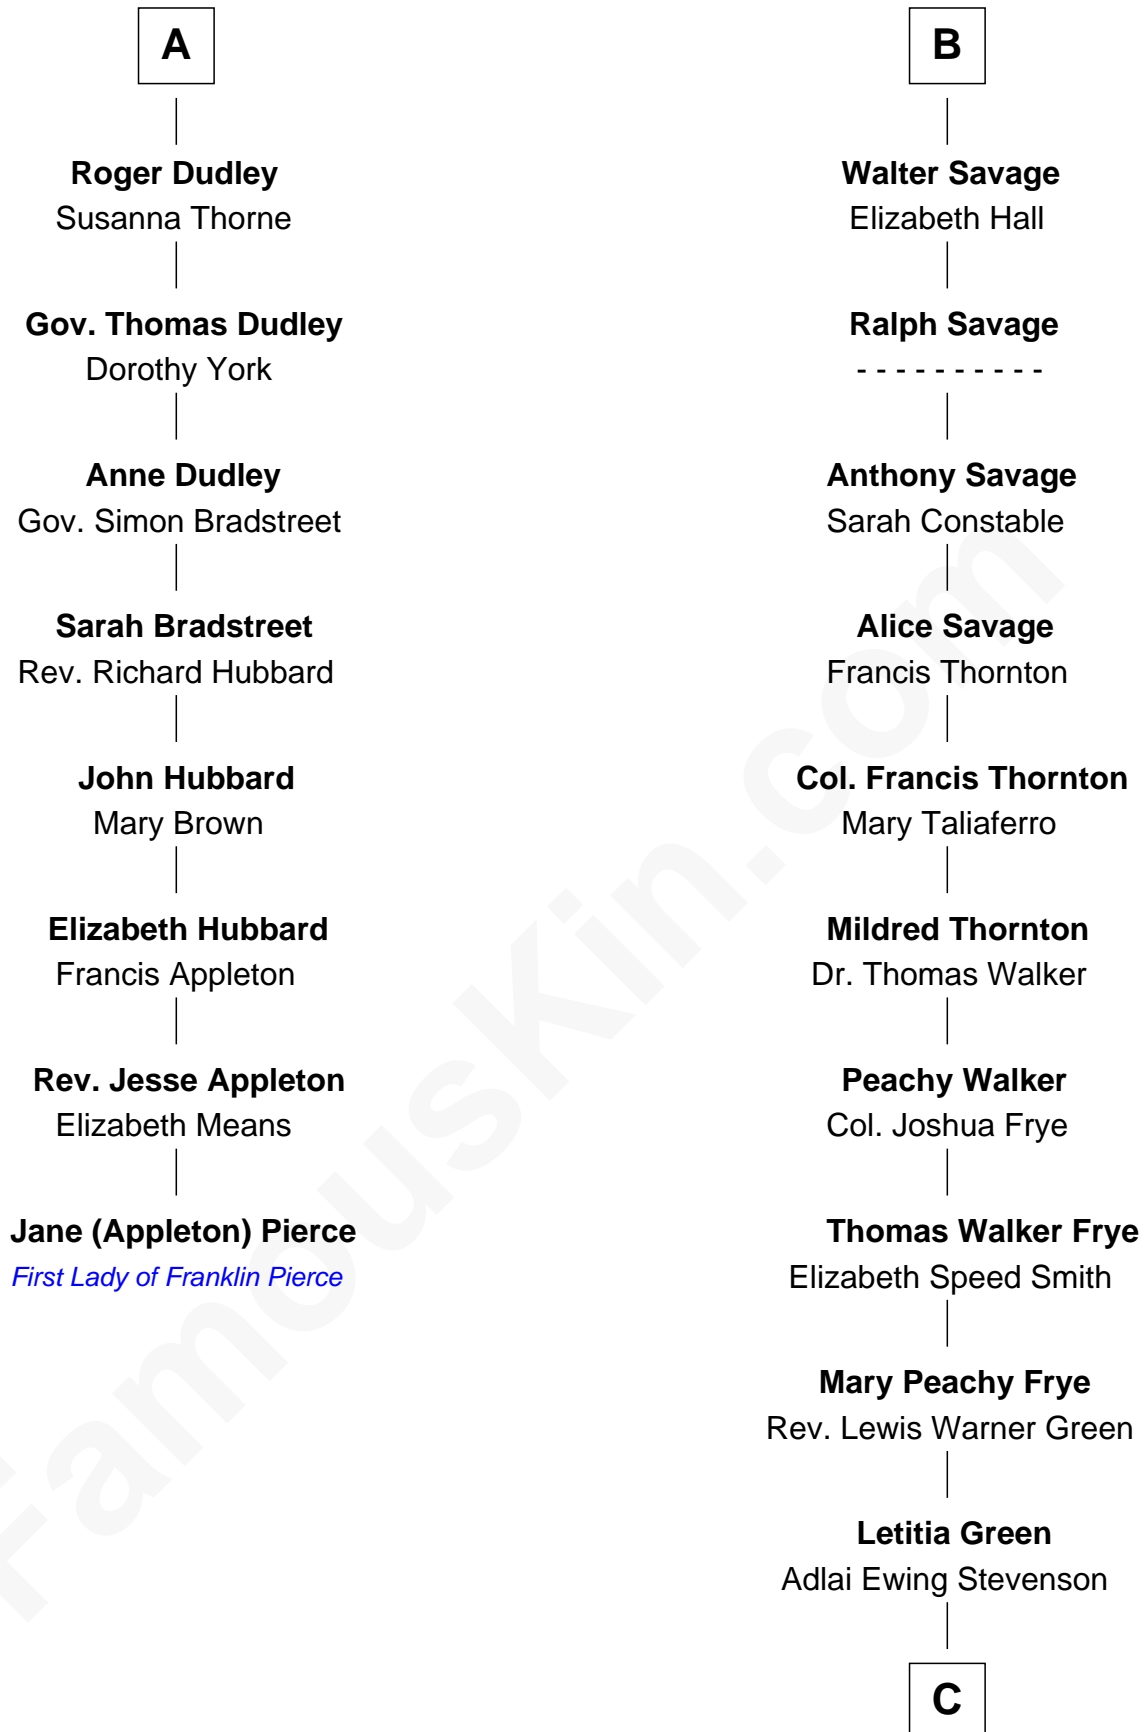 A
Roger Dudley
Susanna Thorne
Gov. Thomas Dudley
Dorothy York
Anne Dudley
Gov. Simon Bradstreet
Sarah Bradstreet
Rev. Richard Hubbard
John Hubbard
Mary Brown
Elizabeth Hubbard
Francis Appleton
Rev. Jesse Appleton
Elizabeth Means
Jane (Appleton) Pierce
First Lady of Franklin Pierce
B
Walter Savage
Elizabeth Hall
Ralph Savage
- - - - - - - - - -
Anthony Savage
Sarah Constable
Alice Savage
Francis Thornton
Col. Francis Thornton
Mary Taliaferro
Mildred Thornton
Dr. Thomas Walker
Peachy Walker
Col. Joshua Frye
Thomas Walker Frye
Elizabeth Speed Smith
Mary Peachy Frye
Rev. Lewis Warner Green
Letitia Green
Adlai Ewing Stevenson
C
FamousKin.com